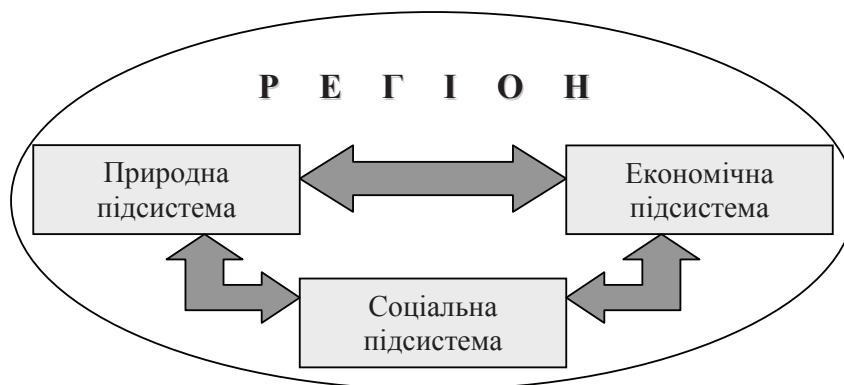 Р Е Г І О Н
Природна
підсистема
Економічна
підсистема
Соціальна
підсистема